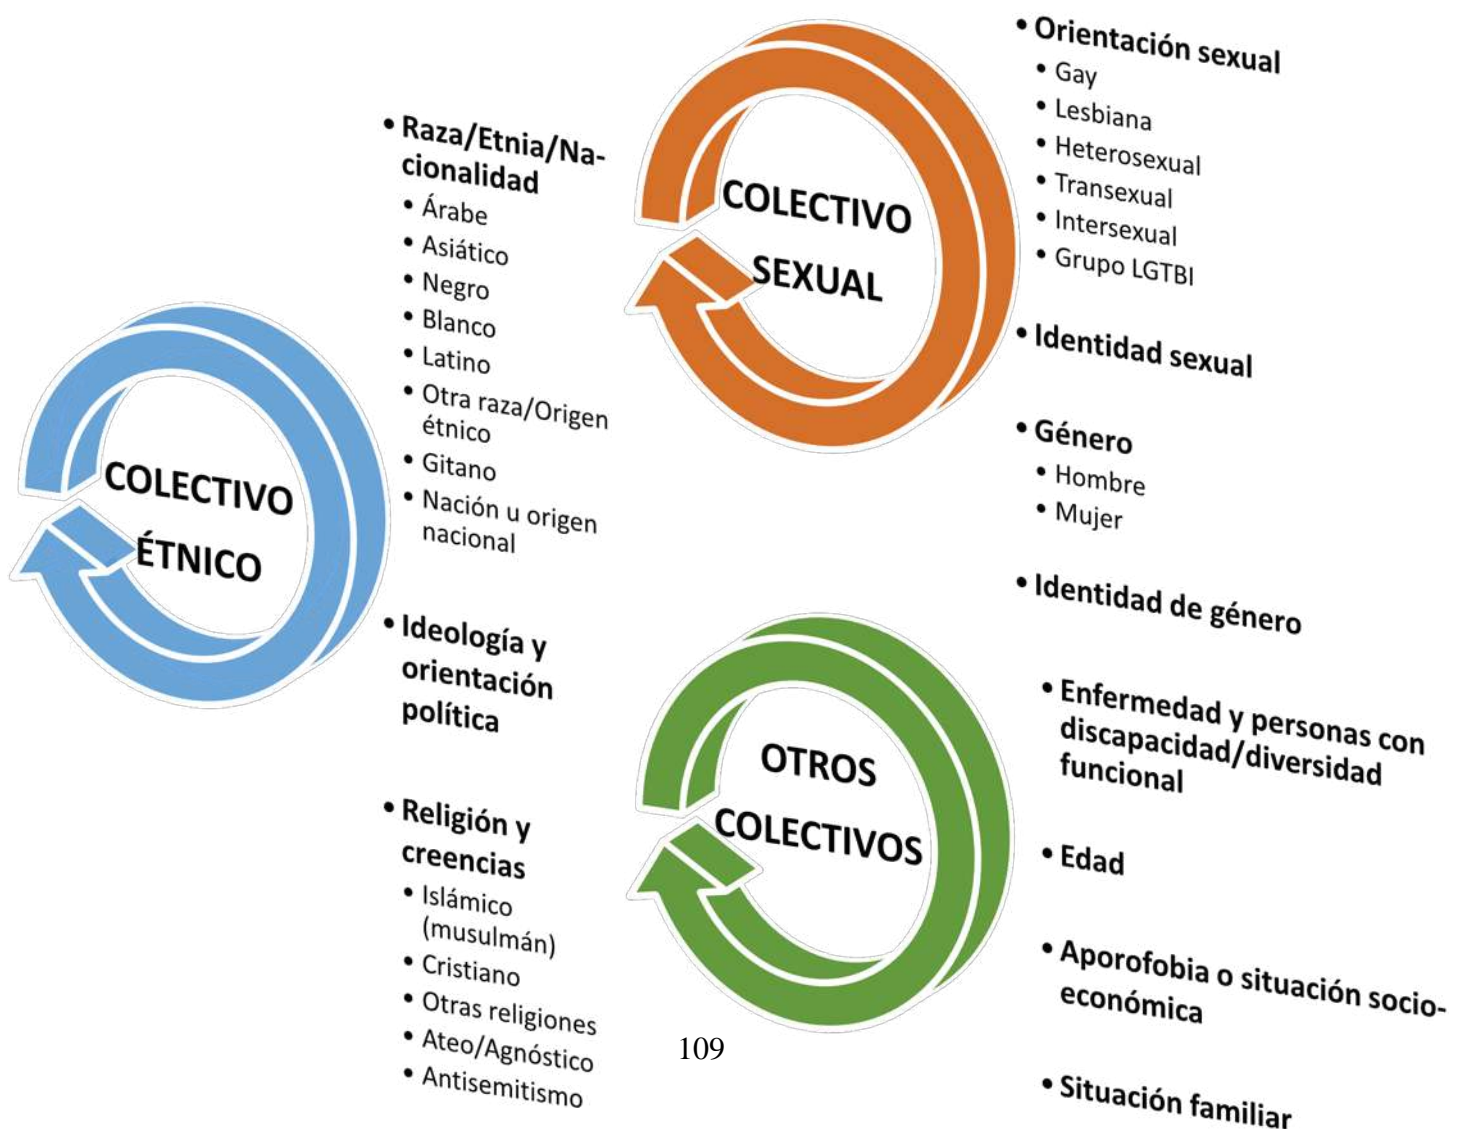 COLECTIVO
ÉTNICO
• Raza/Etnia/Na-
cionalidad
• Árabe
• Asiático
• Negro
• Blanco
• Latino
• Otra raza/Origen
étnico
• Gitano
• Nación u origen
nacional
• Ideología y
orientación
política
• Religión y
creencias
• Islámico
(musulmán)
• Cristiano
• Otras religiones
• Ateo/Agnóstico
• Antisemitismo
COLECTIVO
SEXUAL
• Orientación sexual
• Gay
• Lesbiana
• Heterosexual
• Transexual
• Intersexual
• Grupo LGTBI
• Identidad sexual
• Género
• Hombre
• Mujer
• Identidad de género
OTROS
COLECTIVOS
• Enfermedad y personas con
discapacidad/diversidad
funcional
• Edad
• Aporofobia o situación socio-
económica
• Situación familiar
109